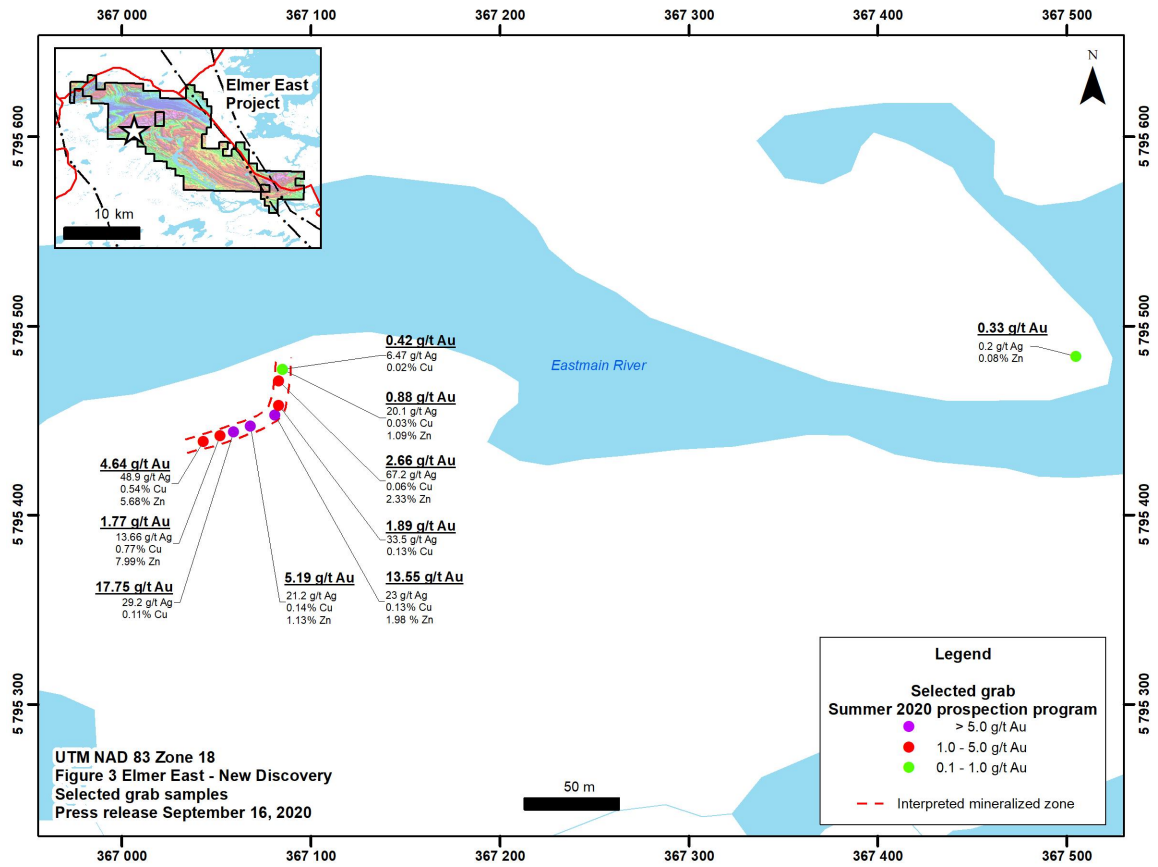 367 000
367 100
367 200
367 300
367 400
367 500
N
Elmer East
Project
10 km
5 795 600
5 795 600
5 795 500
5 795 500
Eastmain River
0.33 g/t Au
0.2 g/t Ag
0.08% Zn
0.42 g/t Au
6.47 g/t Ag
0.02% Cu
0.88 g/t Au
20.1 g/t Ag
0.03% Cu
1.09% Zn
2.66 g/t Au
67.2 g/t Ag
0.06% Cu
2.33% Zn
1.89 g/t Au
33.5 g/t Ag
0.13% Cu
13.55 g/t Au
23 g/t Ag
0.13% Cu
1.98 % Zn
4.64 g/t Au
48.9 g/t Ag
0.54% Cu
5.68% Zn
1.77 g/t Au
13.66 g/t Ag
0.77% Cu
7.99% Zn
17.75 g/t Au
29.2 g/t Ag
0.11% Cu
5.19 g/t Au
21.2 g/t Ag
0.14% Cu
1.13% Zn
5 795 400
5 795 400
5 795 300
5 795 300
Legend
Selected grab
Summer 2020 prospection program
> 5.0 g/t Au
1.0 - 5.0 g/t Au
0.1 - 1.0 g/t Au
Interpreted mineralized zone
50 m
UTM NAD 83 Zone 18
Figure 3 Elmer East - New Discovery
Selected grab samples
Press release September 16, 2020
367 000
367 100
367 200
367 300
367 400
367 500